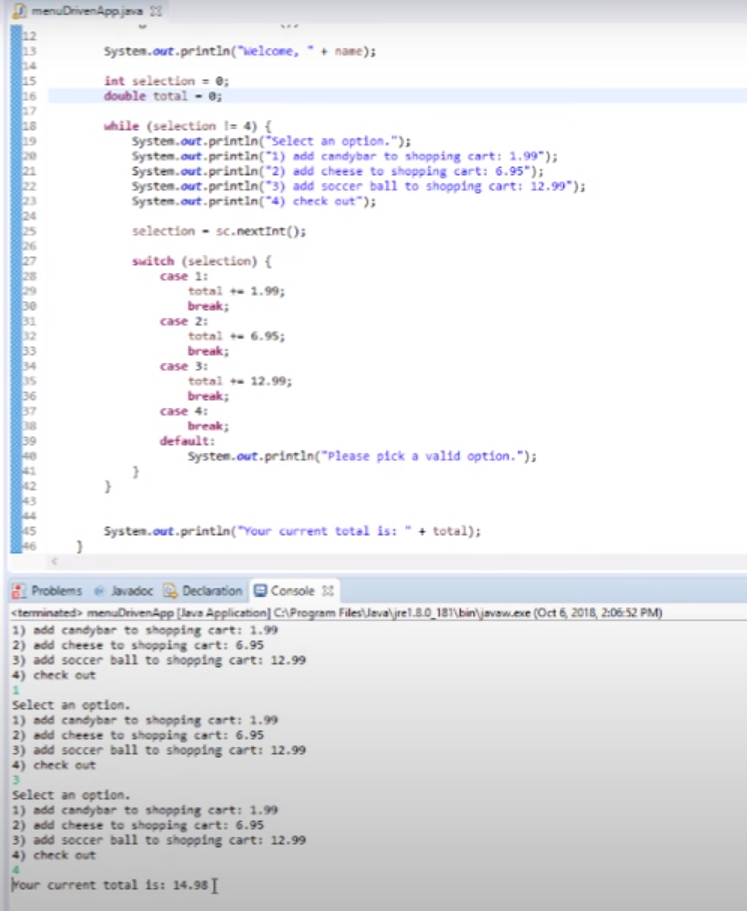 menuDrivenApp.java
12
13 System.out.println("Welcome, " + name);
14
15 int selection = 0;
16 double total = 0;
17
18 while (selection != 4) {
19 System.out.println("Select an option.");
20 System.out.println("1) add candybar to shopping cart: 1.99");
21 System.out.println("2) add cheese to shopping cart: 6.95");
22 System.out.println("3) add soccer ball to shopping cart: 12.99");
23 System.out.println("4) check out");
24
25 selection = sc.nextInt();
26
27 switch (selection) {
28 case 1:
29 total += 1.99;
30 break;
31 case 2:
32 total += 6.95;
33 break;
34 case 3:
35 total += 12.99;
36 break;
37 case 4:
38 break;
39 default:
40 System.out.println("Please pick a valid option.");
41 }
42 }
43
44
45 System.out.println("Your current total is: " + total);
46 }
Problems Javadoc Declaration Console
<terminated> menuDrivenApp [Java Application] C:\Program Files\Java\jre1.8.0_181\bin\javaw.exe (Oct 6, 2018, 2:06:52 PM)
1) add candybar to shopping cart: 1.99
2) add cheese to shopping cart: 6.95
3) add soccer ball to shopping cart: 12.99
4) check out
1
Select an option.
1) add candybar to shopping cart: 1.99
2) add cheese to shopping cart: 6.95
3) add soccer ball to shopping cart: 12.99
4) check out
3
Select an option.
1) add candybar to shopping cart: 1.99
2) add cheese to shopping cart: 6.95
3) add soccer ball to shopping cart: 12.99
4) check out
4
Your current total is: 14.98